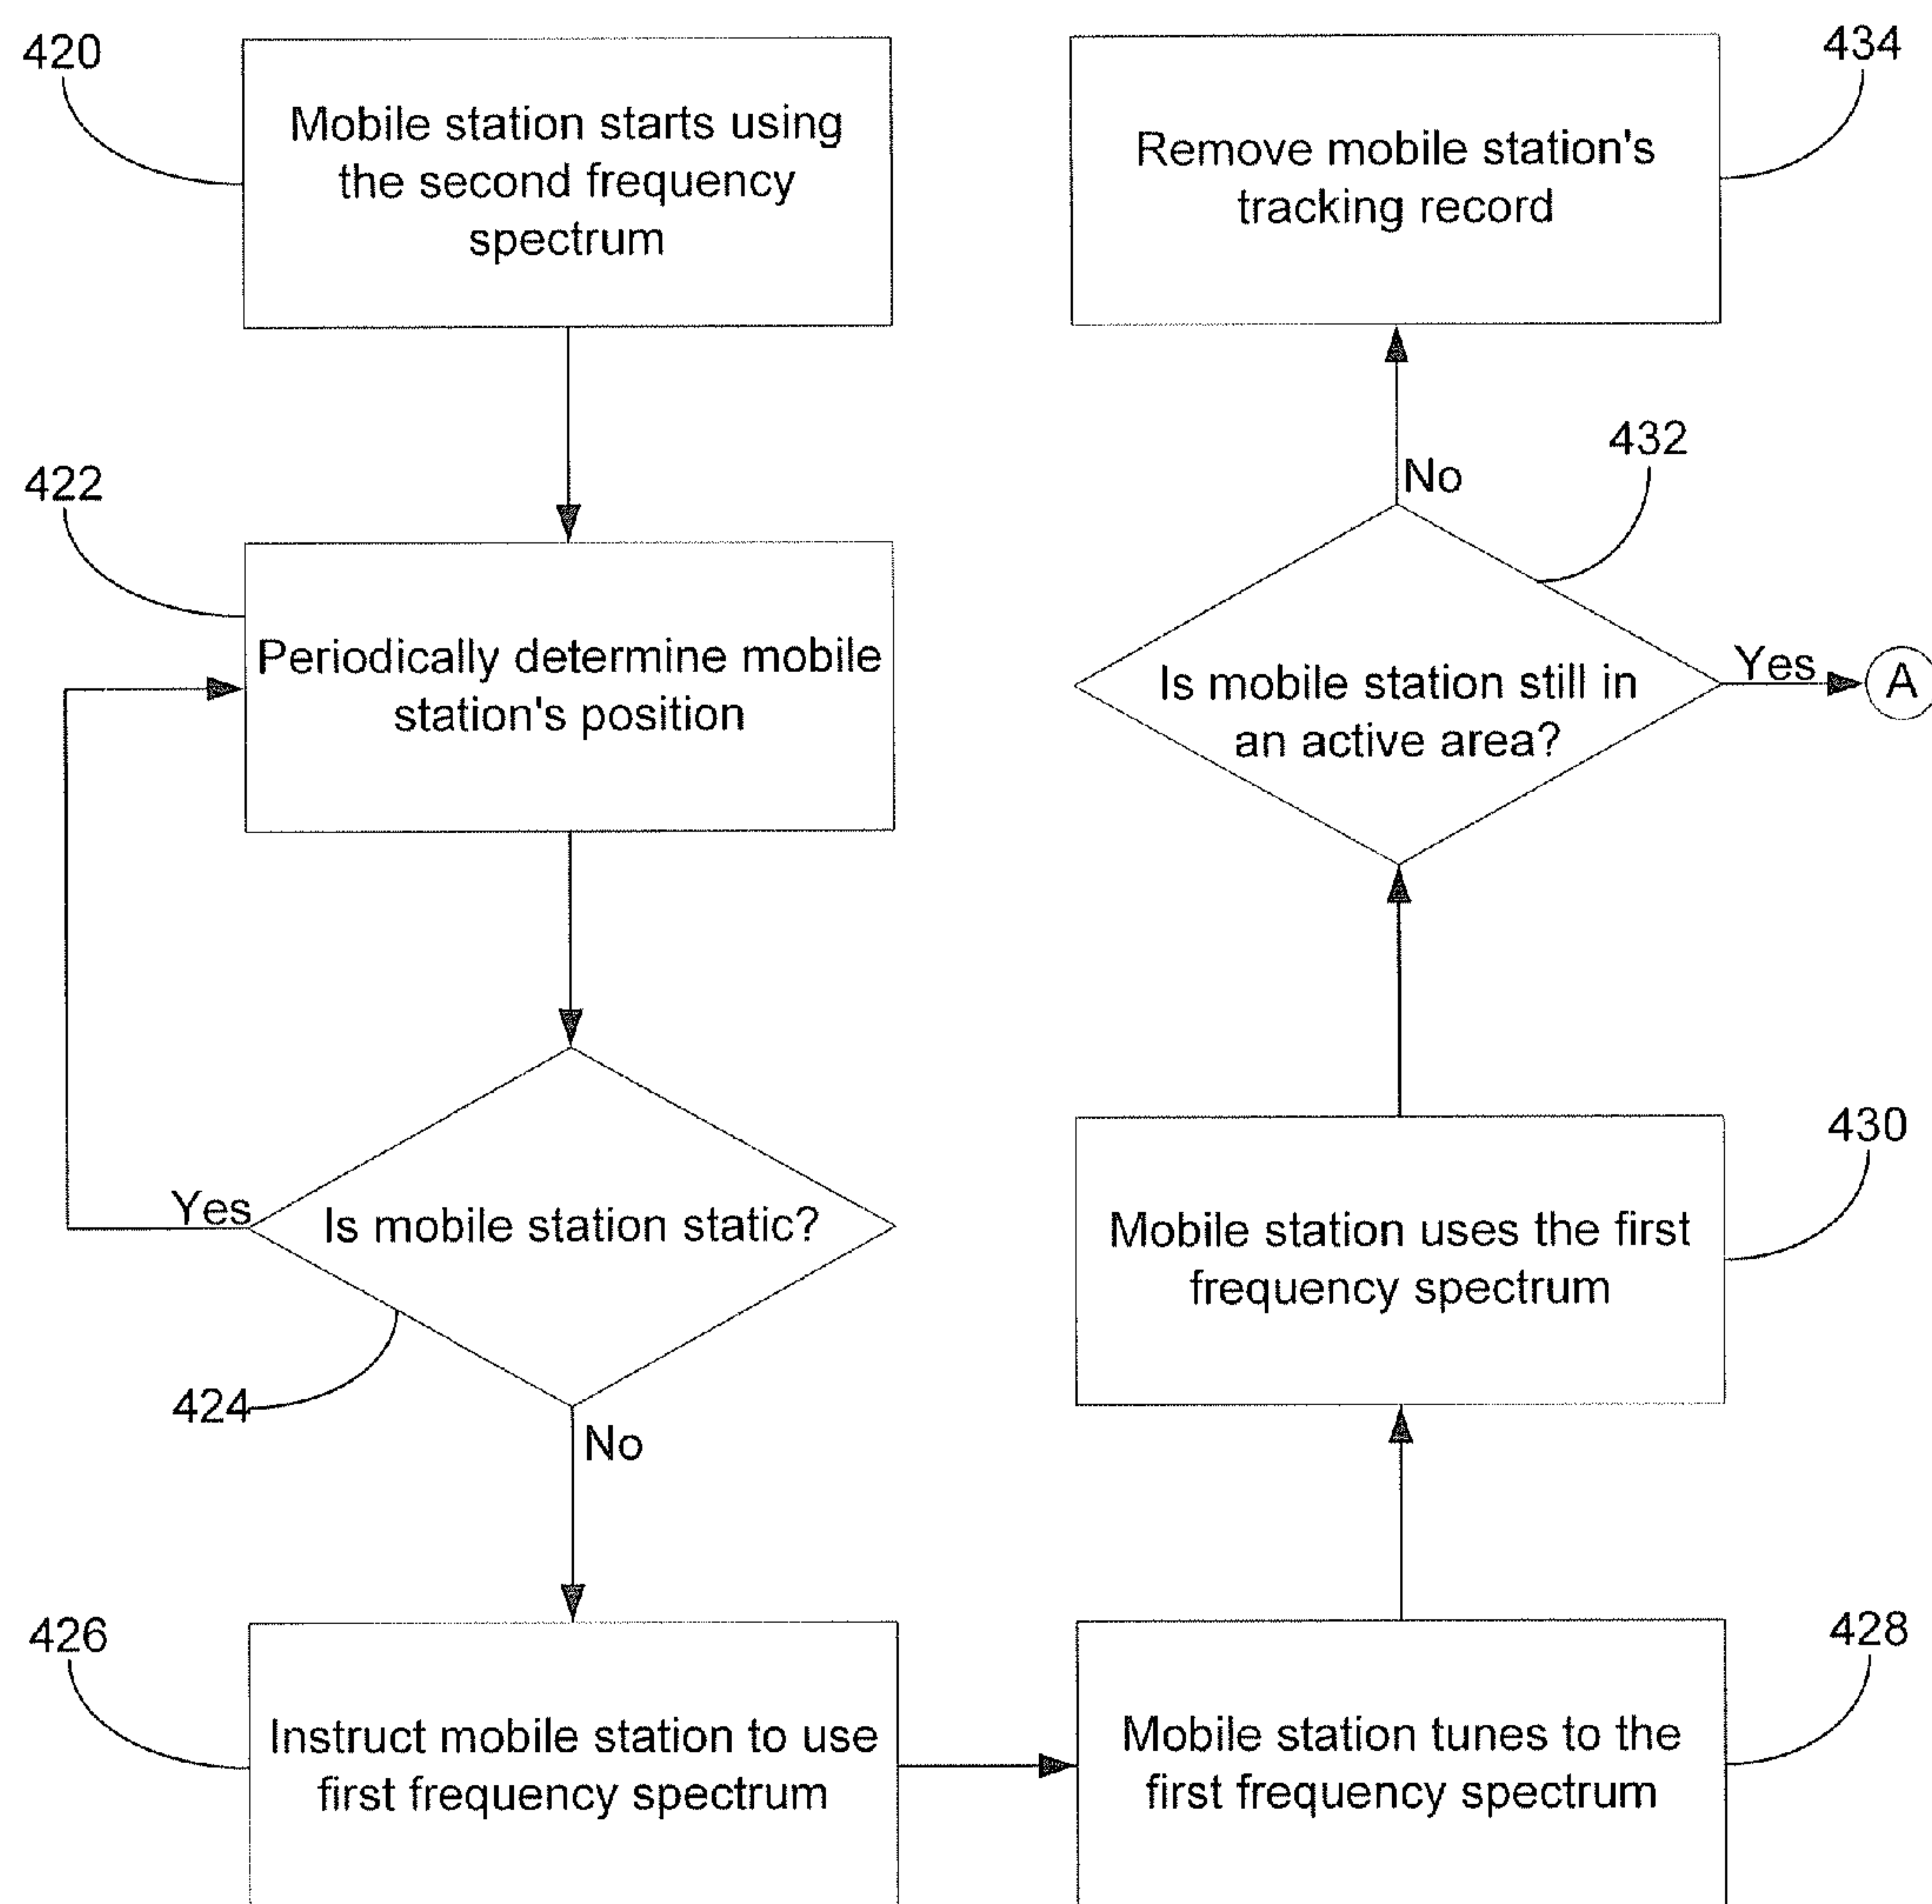 420
Mobile station starts using
the second frequency
spectrum
422
Periodically determine mobile
station's position
Yes
Is mobile station static?
424
No
426
Instruct mobile station to use
first frequency spectrum
428
Mobile station tunes to the
first frequency spectrum
430
Mobile station uses the first
frequency spectrum
432
Is mobile station still in
an active area?
Yes
A
No
434
Remove mobile station's
tracking record